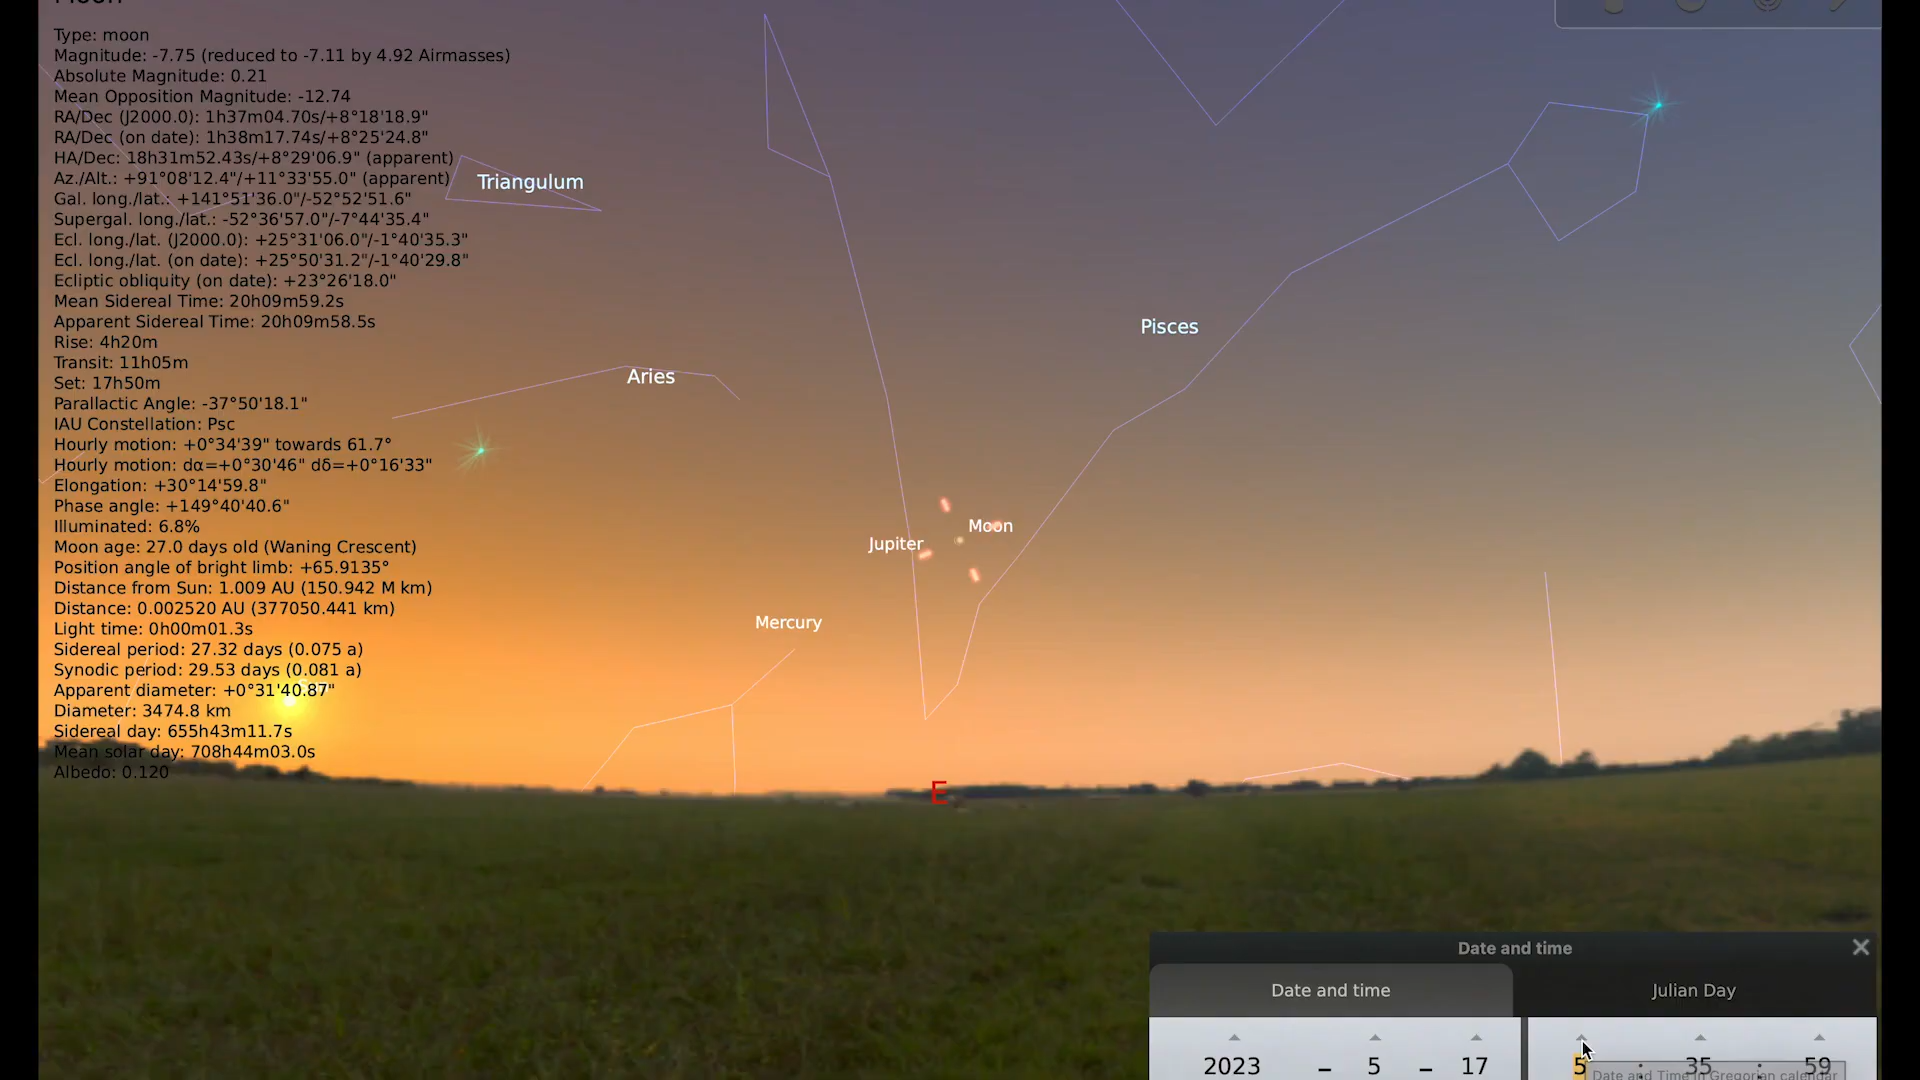 Moon
Type: moon
Magnitude: -7.75 (reduced to -7.11 by 4.92 Airmasses)
Absolute Magnitude: 0.21
Mean Opposition Magnitude: -12.74
RA/Dec (J2000.0): 1h37m04.70s/+8°18'18.9"
RA/Dec (on date): 1h38m17.74s/+8°25'24.8"
HA/Dec: 18h31m52.43s/+8°29'06.9" (apparent)
Az./Alt.: +91°08'12.4"/+11°33'55.0" (apparent)
Gal. long./lat.: +141°51'36.0"/-52°52'51.6"
Supergal. long./lat.: -52°36'57.0"/-7°44'35.4"
Ecl. long./lat. (J2000.0): +25°31'06.0"/-1°40'35.3"
Ecl. long./lat. (on date): +25°50'31.2"/-1°40'29.8"
Ecliptic obliquity (on date): +23°26'18.0"
Mean Sidereal Time: 20h09m59.2s
Apparent Sidereal Time: 20h09m58.5s
Rise: 4h20m
Transit: 11h05m
Set: 17h50m
Parallactic Angle: -37°50'18.1"
IAU Constellation: Psc
Hourly motion: +0°34'39" towards 61.7°
Hourly motion: dα=+0°30'46" dδ=+0°16'33"
Elongation: +30°14'59.8"
Phase angle: +149°40'40.6"
Illuminated: 6.8%
Moon age: 27.0 days old (Waning Crescent)
Position angle of bright limb: +65.9135°
Distance from Sun: 1.009 AU (150.942 M km)
Distance: 0.002520 AU (377050.441 km)
Light time: 0h00m01.3s
Sidereal period: 27.32 days (0.075 a)
Synodic period: 29.53 days (0.081 a)
Apparent diameter: +0°31'40.87"
Diameter: 3474.8 km
Sidereal day: 655h43m11.7s
Mean solar day: 708h44m03.0s
Albedo: 0.120
Triangulum
Pisces
Aries
Moon
Jupiter
Mercury
E
Date and time
Date and time
Julian Day
2023 – 5 – 17
5 : 35 : 59
Date and Time in Gregorian calendar